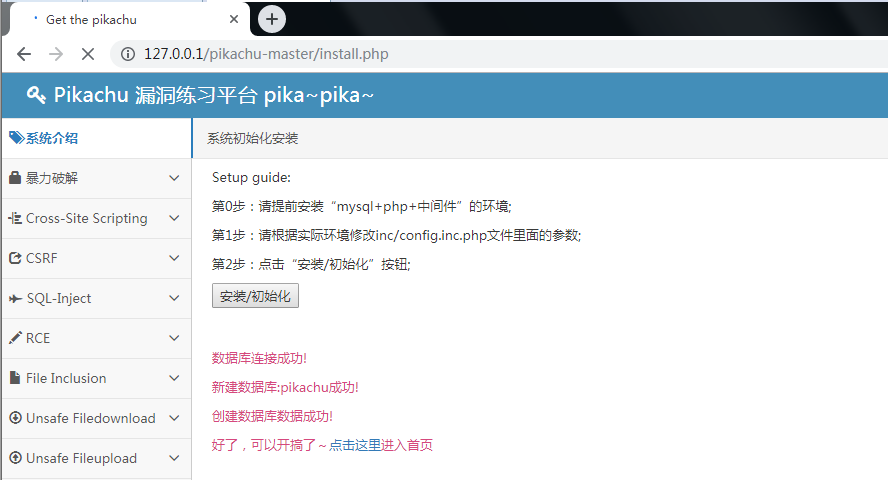 Get the pikachu
127.0.0.1/pikachu-master/install.php
Pikachu 漏洞练习平台 pika~pika~
系统介绍
系统初始化安装
暴力破解
Cross-Site Scripting
CSRF
SQL-Inject
RCE
File Inclusion
Unsafe Filedownload
Unsafe Fileupload
Setup guide:
第0步：请提前安装“mysql+php+中间件”的环境;
第1步：请根据实际环境修改inc/config.inc.php文件里面的参数;
第2步：点击“安装/初始化”按钮;
安装/初始化
数据库连接成功!
新建数据库:pikachu成功!
创建数据库数据成功!
好了，可以开搞了~点击这里进入首页